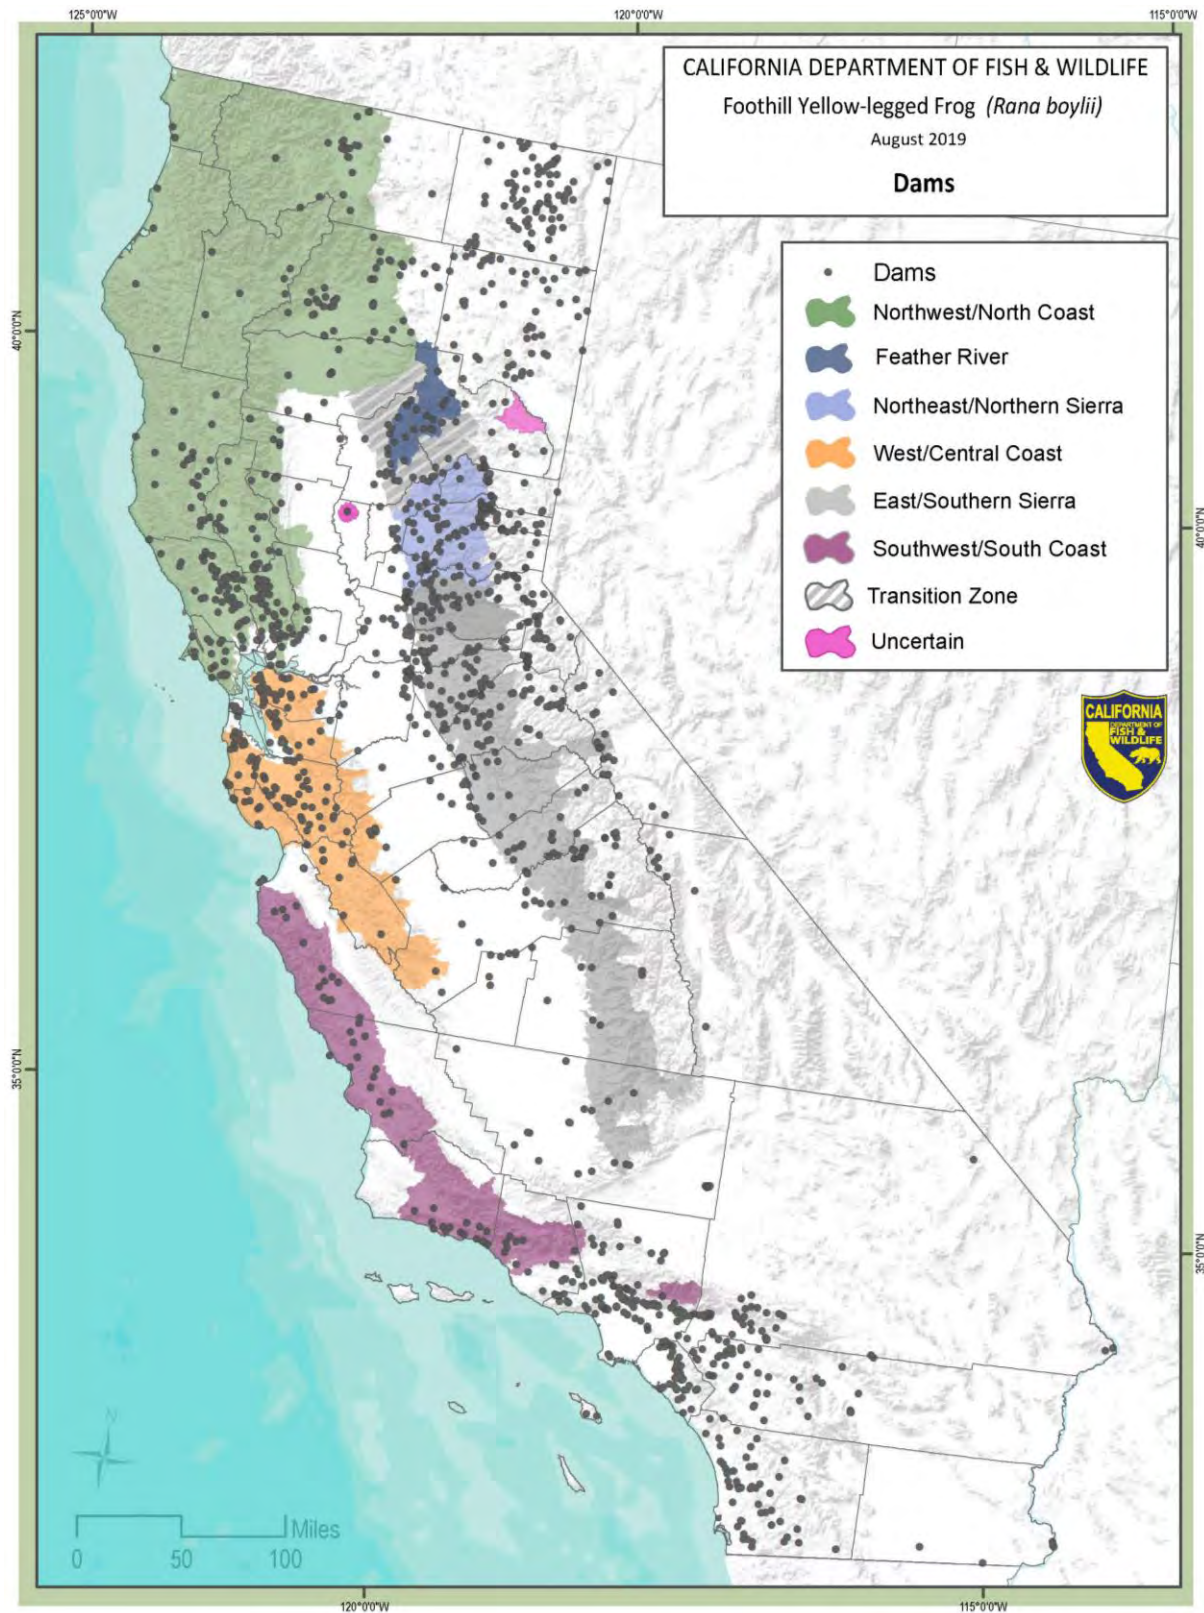 125°0'0"W 120°0'0"W 115°0'0"W
CALIFORNIA DEPARTMENT OF FISH & WILDLIFE
Foothill Yellow-legged Frog (Rana boylii)
August 2019
Dams
Dams
Northwest/North Coast
Feather River
Northeast/Northern Sierra
West/Central Coast
East/Southern Sierra
Southwest/South Coast
Transition Zone
Uncertain
40°0'0"N
40°0'0"N
CALIFORNIA
DEPARTMENT OF
FISH &
WILDLIFE
35°0'0"N
35°0'0"N
N
Miles
0 50 100
120°0'0"W 115°0'0"W